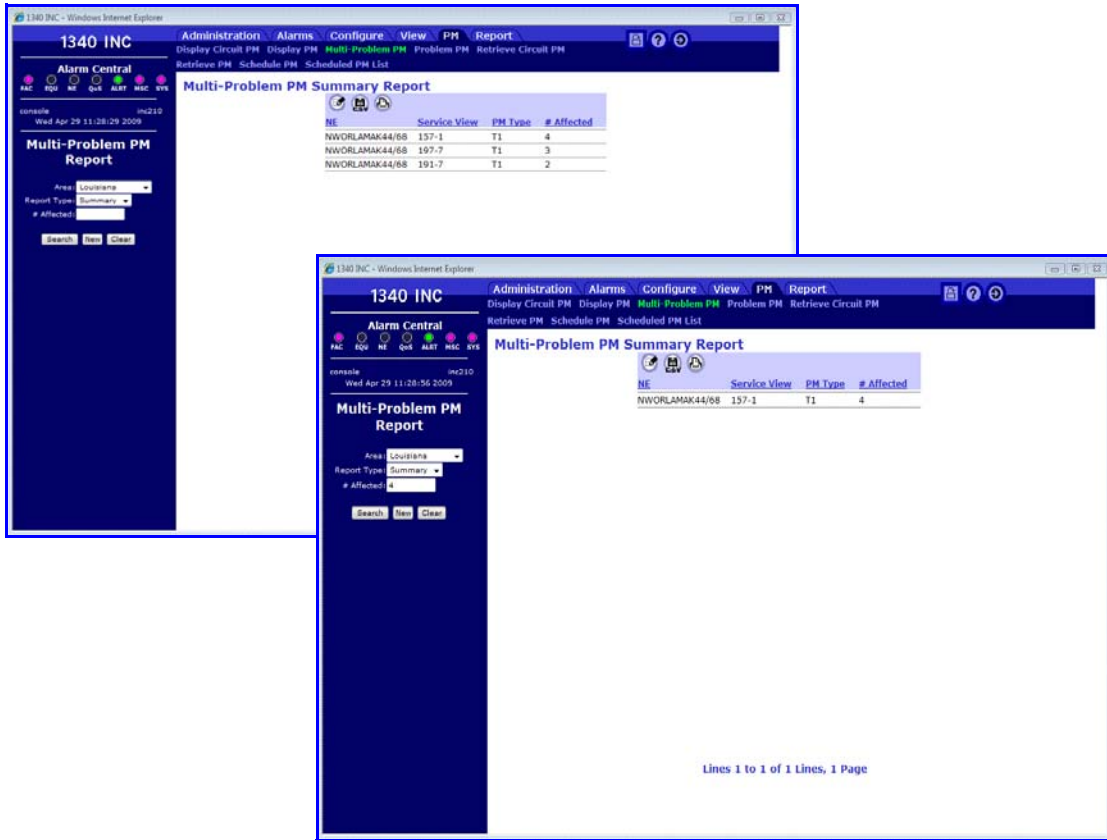 1340 INC - Windows Internet Explorer
1340 INC
Administration Alarms Configure View PM Report
Display Circuit PM Display PM Multi-Problem PM Problem PM Retrieve Circuit PM
Retrieve PM Schedule PM Scheduled PM List
Alarm Central
FAC EQU NE QoS ALRT MSC SYS
console inc210
Wed Apr 29 11:28:29 2009
Multi-Problem PM
Report
Area: Louisiana
Report Type: Summary
# Affected:
Search New Clear
Multi-Problem PM Summary Report
CSV
NE Service View PM Type # Affected
NWORLAMAK44/68 157-1 T1 4
NWORLAMAK44/68 197-7 T1 3
NWORLAMAK44/68 191-7 T1 2
1340 INC - Windows Internet Explorer
1340 INC
Administration Alarms Configure View PM Report
Display Circuit PM Display PM Multi-Problem PM Problem PM Retrieve Circuit PM
Retrieve PM Schedule PM Scheduled PM List
Alarm Central
FAC EQU NE QoS ALRT MSC SYS
console inc210
Wed Apr 29 11:28:56 2009
Multi-Problem PM
Report
Area: Louisiana
Report Type: Summary
# Affected: 4
Search New Clear
Multi-Problem PM Summary Report
CSV
NE Service View PM Type # Affected
NWORLAMAK44/68 157-1 T1 4
Lines 1 to 1 of 1 Lines, 1 Page